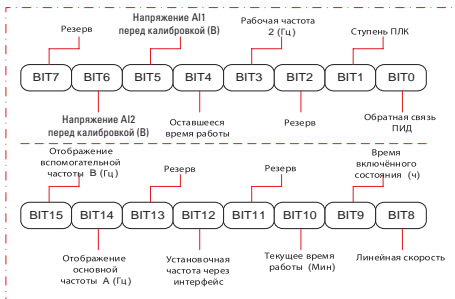 Резерв
Напряжение AI1
перед калибровкой (В)
Рабочая частота
2 (Гц)
Ступень ПЛК
BIT7 BIT6 BIT5 BIT4 BIT3 BIT2 BIT1 BIT0
Напряжение AI2
перед калибровкой (В)
Оставшееся
время работы
Резерв
Обратная связь
ПИД
Отображение
вспомогательной
частоты B (Гц)
Резерв
Резерв
Время
включённого
состояния (ч)
BIT15 BIT14 BIT13 BIT12 BIT11 BIT10 BIT9 BIT8
Отображение
основной
частоты A (Гц)
Установочная
частота через
интерфейс
Текущее время
работы (Мин)
Линейная скорость